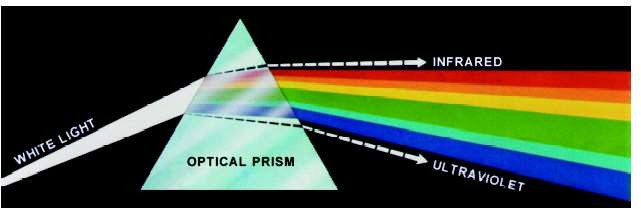 INFRARED
WHITE LIGHT
OPTICAL PRISM
ULTRAVIOLET